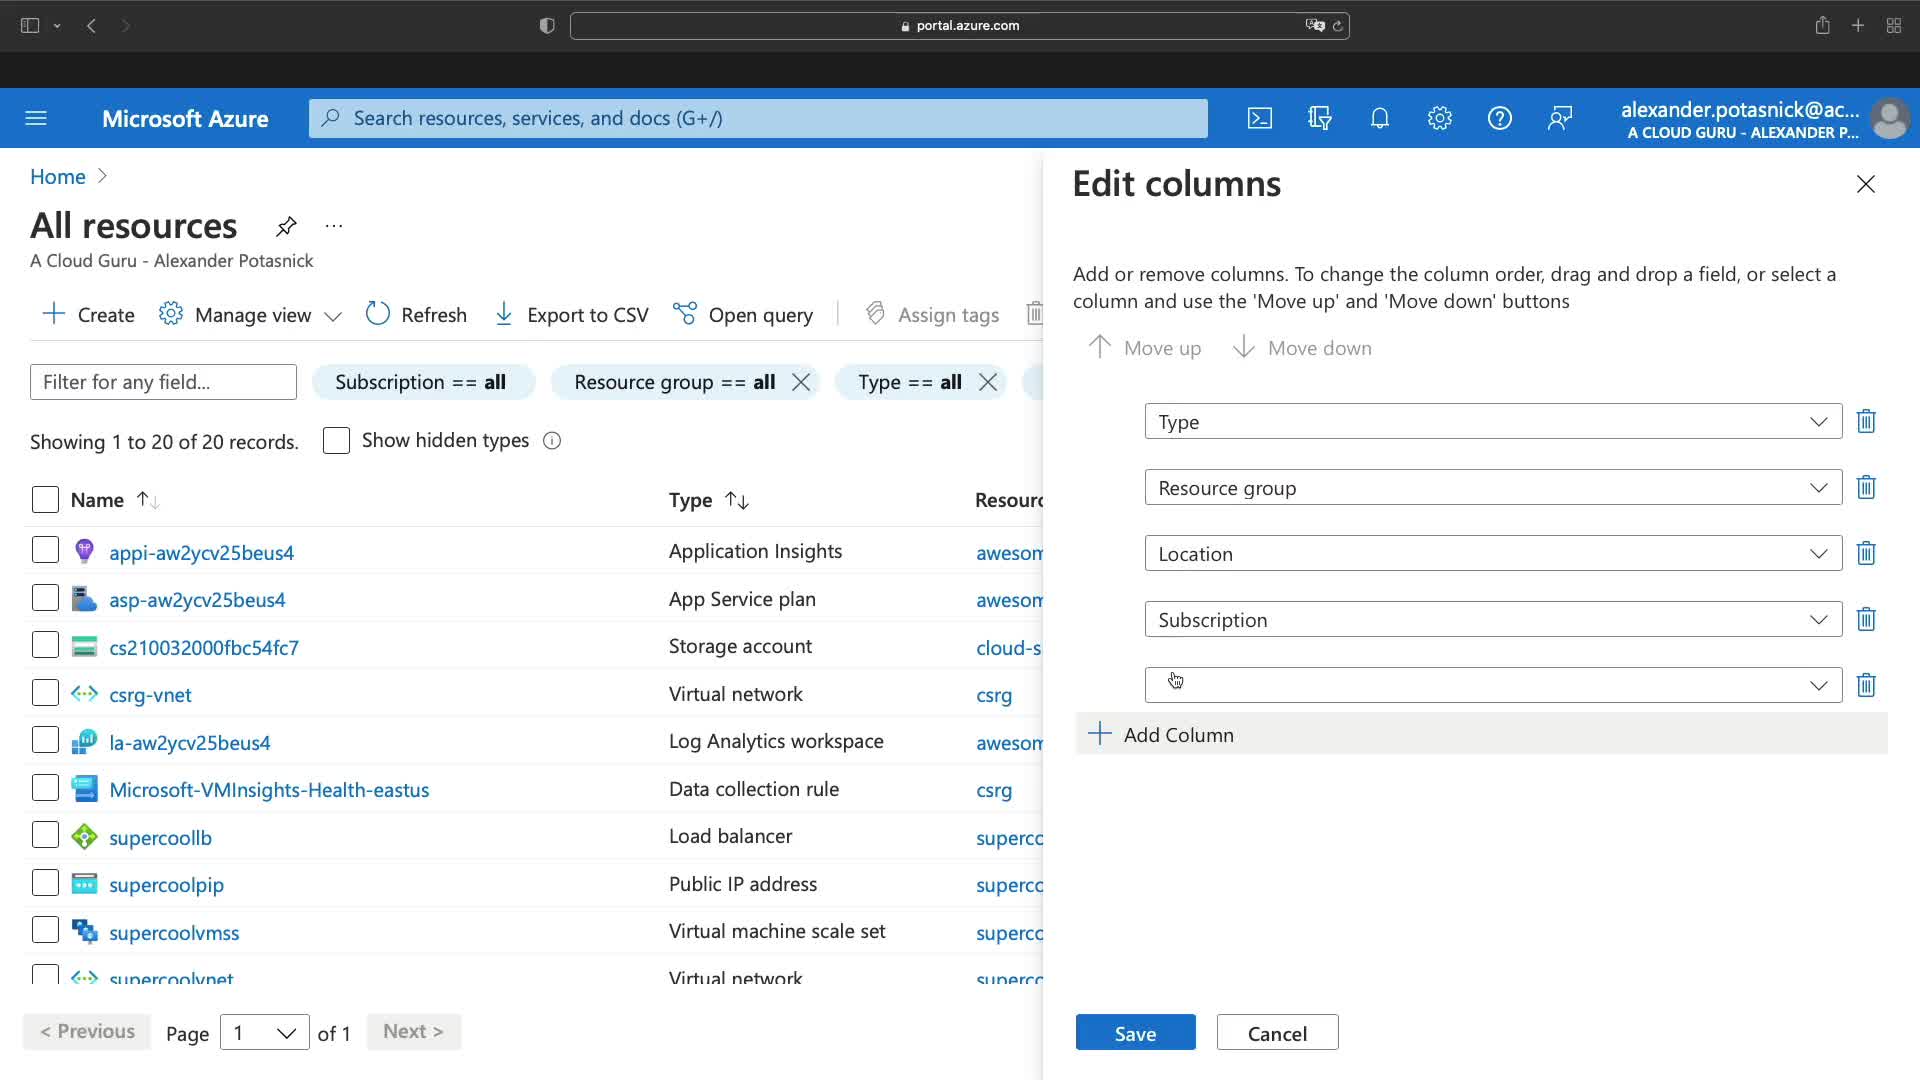 portal.azure.com
Microsoft Azure
Search resources, services, and docs (G+/)
alexander.potasnick@ac...
A CLOUD GURU - ALEXANDER P...
Home
All resources
A Cloud Guru - Alexander Potasnick
Create
Manage view
Refresh
Export to CSV
Open query
Assign tags
Filter for any field...
Subscription == all
Resource group == all
Type == all
Showing 1 to 20 of 20 records.
Show hidden types
Name
Type
Resourc
appi-aw2ycv25beus4
Application Insights
awesom
asp-aw2ycv25beus4
App Service plan
awesom
cs210032000fbc54fc7
Storage account
cloud-s
csrg-vnet
Virtual network
csrg
la-aw2ycv25beus4
Log Analytics workspace
awesom
Microsoft-VMInsights-Health-eastus
Data collection rule
csrg
supercoollb
Load balancer
superco
supercoolpip
Public IP address
superco
supercoolvmss
Virtual machine scale set
superco
supercoolvnet
Virtual network
superco
< Previous
Page
1
of 1
Next >
Edit columns
Add or remove columns. To change the column order, drag and drop a field, or select a
column and use the 'Move up' and 'Move down' buttons
Move up
Move down
Type
Resource group
Location
Subscription
Add Column
Save
Cancel